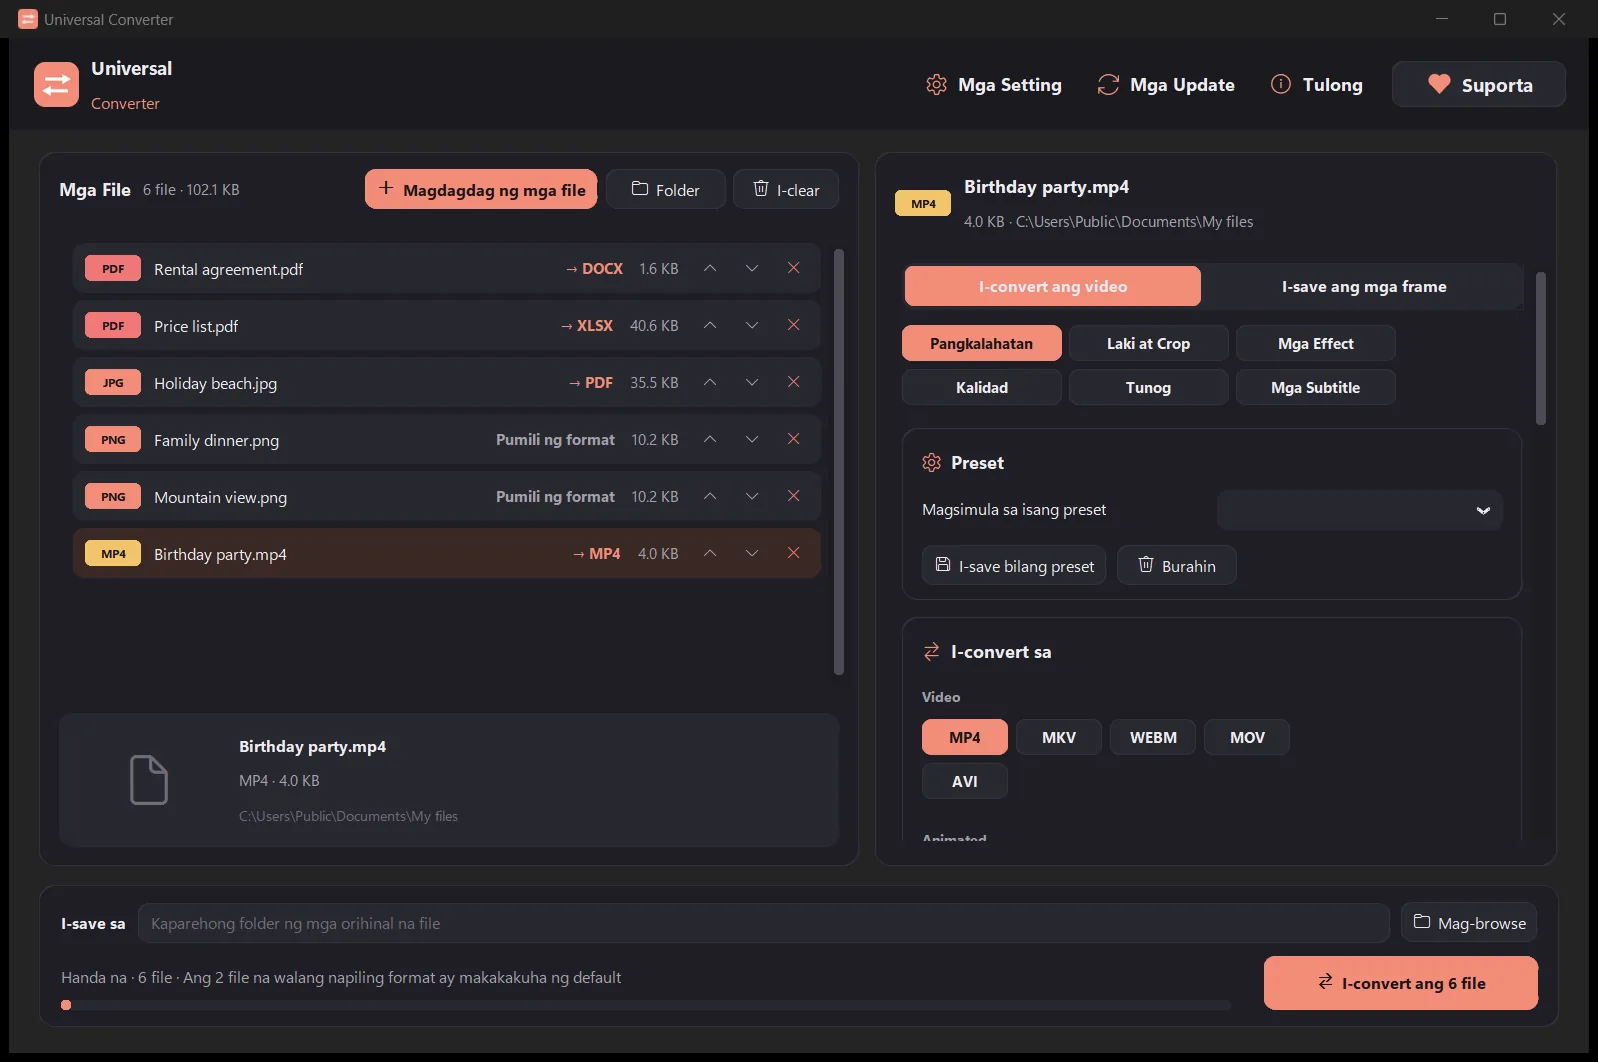 Universal Converter
Universal
Converter
Mga Setting
Mga Update
Tulong
Suporta
Mga File 6 file · 102.1 KB
Magdagdag ng mga file
Folder
I-clear
PDF Rental agreement.pdf → DOCX 1.6 KB
PDF Price list.pdf → XLSX 40.6 KB
JPG Holiday beach.jpg → PDF 35.5 KB
PNG Family dinner.png Pumili ng format 10.2 KB
PNG Mountain view.png Pumili ng format 10.2 KB
MP4 Birthday party.mp4 → MP4 4.0 KB
Birthday party.mp4
MP4 · 4.0 KB
C:\Users\Public\Documents\My files
MP4
Birthday party.mp4
4.0 KB · C:\Users\Public\Documents\My files
I-convert ang video
I-save ang mga frame
Pangkalahatan
Laki at Crop
Mga Effect
Kalidad
Tunog
Mga Subtitle
Preset
Magsimula sa isang preset
I-save bilang preset
Burahin
I-convert sa
Video
MP4
MKV
WEBM
MOV
AVI
Animated
I-save sa
Kaparehong folder ng mga orihinal na file
Mag-browse
Handa na · 6 file · Ang 2 file na walang napiling format ay makakakuha ng default
I-convert ang 6 file